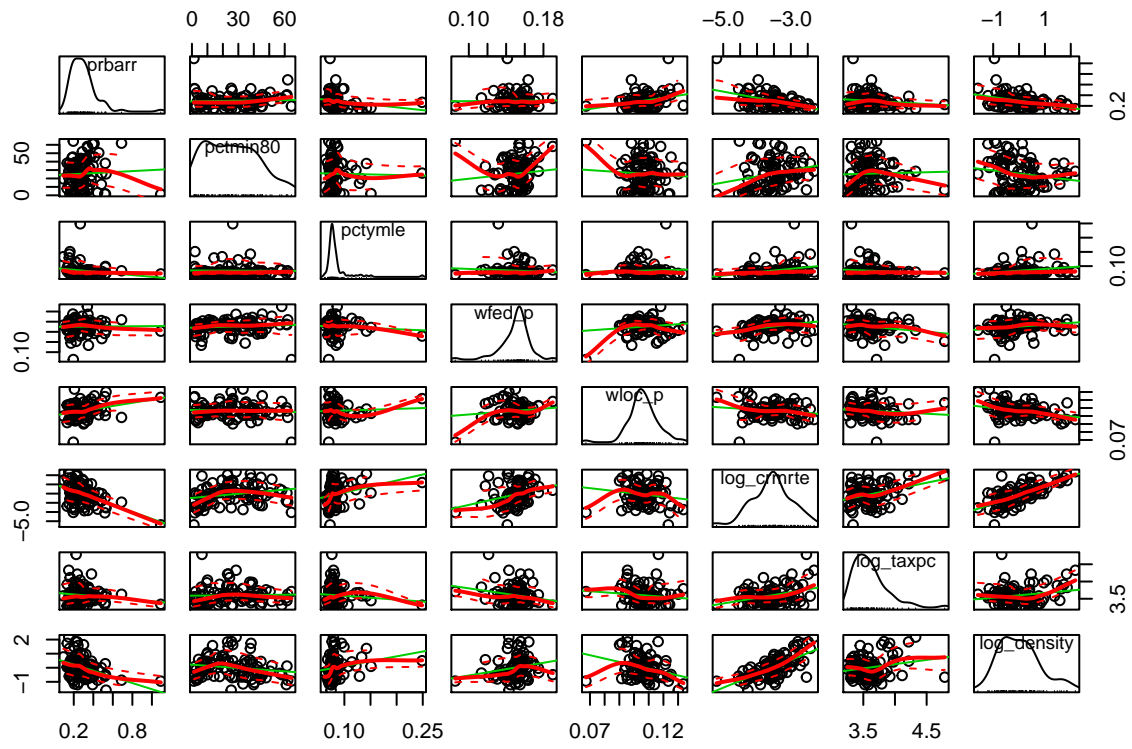 0 30 60 0.10 0.18 −5.0 −3.0 −1 1
prbarr
0.2
pctmin80
0 50
pctymle
0.10
wfed_p
0.10
wloc_p
0.07
log_crmrte
−5.0
log_taxpc
3.5
log_density
−1 2
0.2 0.8 0.10 0.25 0.07 0.12 3.5 4.5